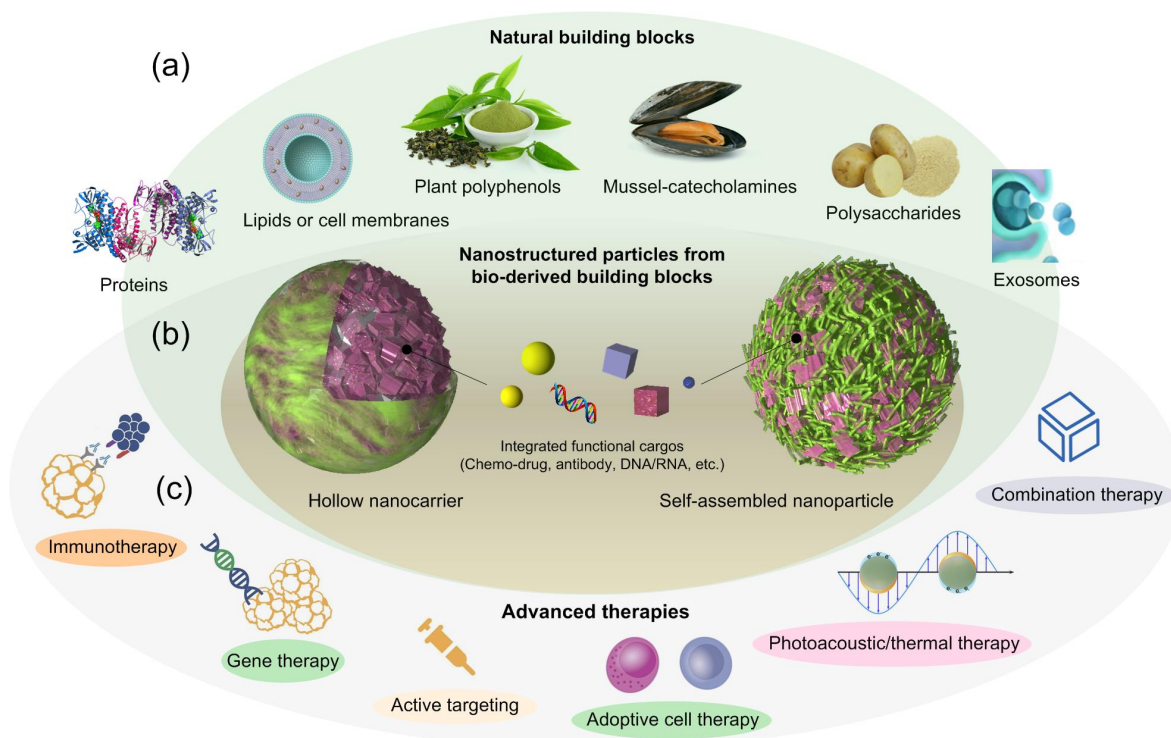 Natural building blocks
(a)
Plant polyphenols
Mussel-catecholamines
Lipids or cell membranes
Polysaccharides
Proteins
Exosomes
Nanostructured particles from
bio-derived building blocks
(b)
Integrated functional cargos
(Chemo-drug, antibody, DNA/RNA, etc.)
Hollow nanocarrier
Self-assembled nanoparticle
(c)
Combination therapy
Immunotherapy
Advanced therapies
Photoacoustic/thermal therapy
Gene therapy
Active targeting
Adoptive cell therapy